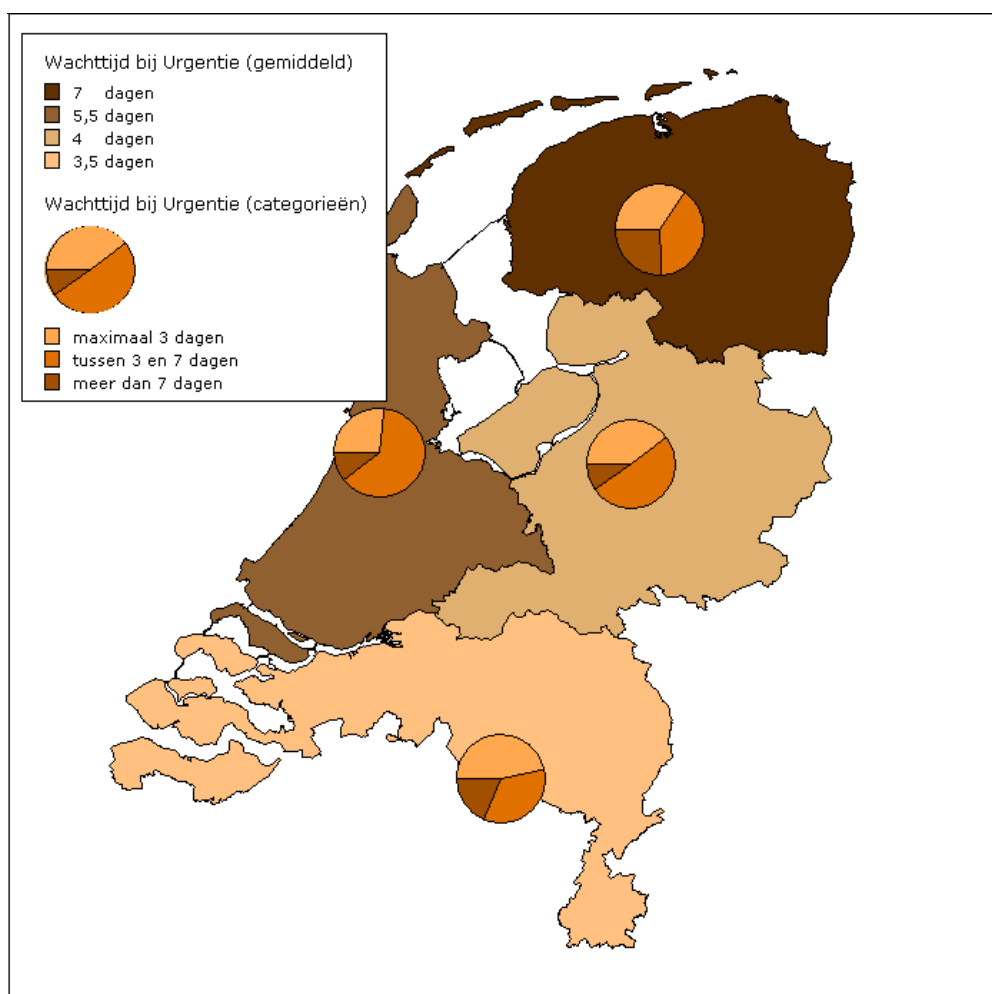 Wachttijd bij Urgentie (gemiddeld)
7 dagen
5,5 dagen
4 dagen
3,5 dagen
Wachttijd bij Urgentie (categorieën)
maximaal 3 dagen
tussen 3 en 7 dagen
meer dan 7 dagen